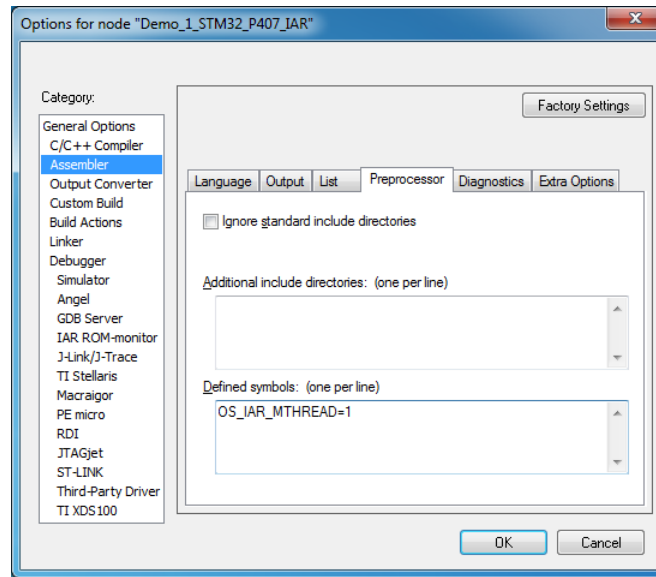 Options for node "Demo_1_STM32_P407_IAR"
Category:
General Options
C/C++ Compiler
Assembler
Output Converter
Custom Build
Build Actions
Linker
Debugger
Simulator
Angel
GDB Server
IAR ROM-monitor
J-Link/J-Trace
TI Stellaris
Macraigor
PE micro
RDI
JTAGjet
ST-LINK
Third-Party Driver
TI XDS100
Factory Settings
Language Output List Preprocessor Diagnostics Extra Options
Ignore standard include directories
Additional include directories: (one per line)
Defined symbols: (one per line)
OS_IAR_MTHREAD=1
OK Cancel